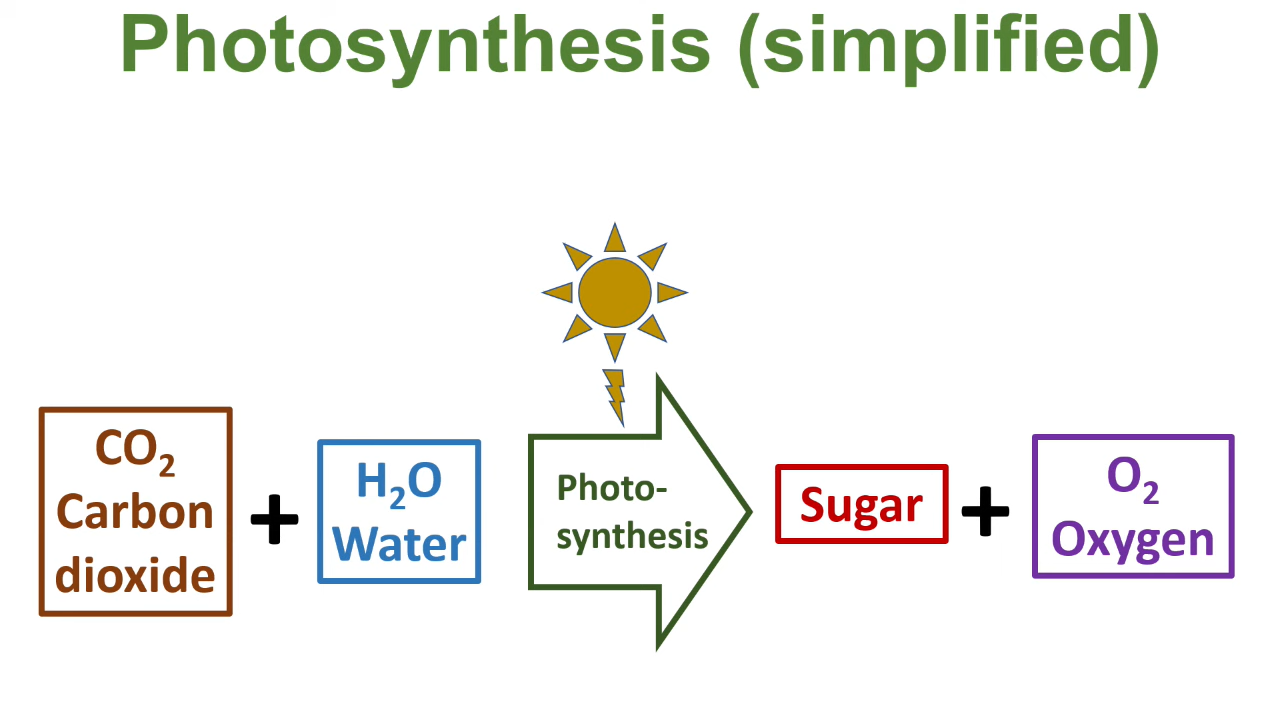 Photosynthesis (simplified)
CO₂
Carbon
dioxide
+
H₂O
Water
Photo-
synthesis
Sugar
+
O₂
Oxygen